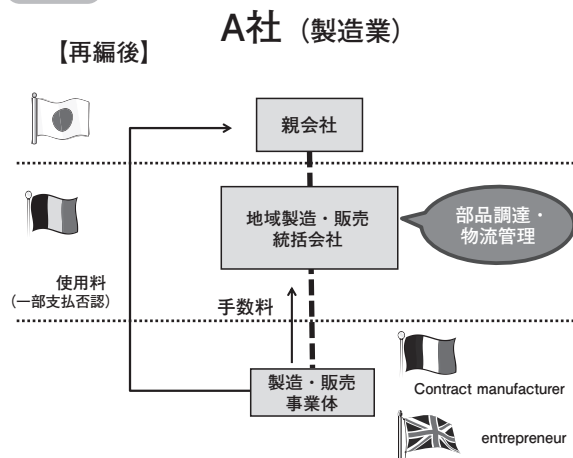 A社（製造業）
【再編後】
親会社
地域製造・販売
統括会社
部品調達・
物流管理
使用料
（一部支払否認）
手数料
製造・販売
事業体
Contract manufacturer
entrepreneur